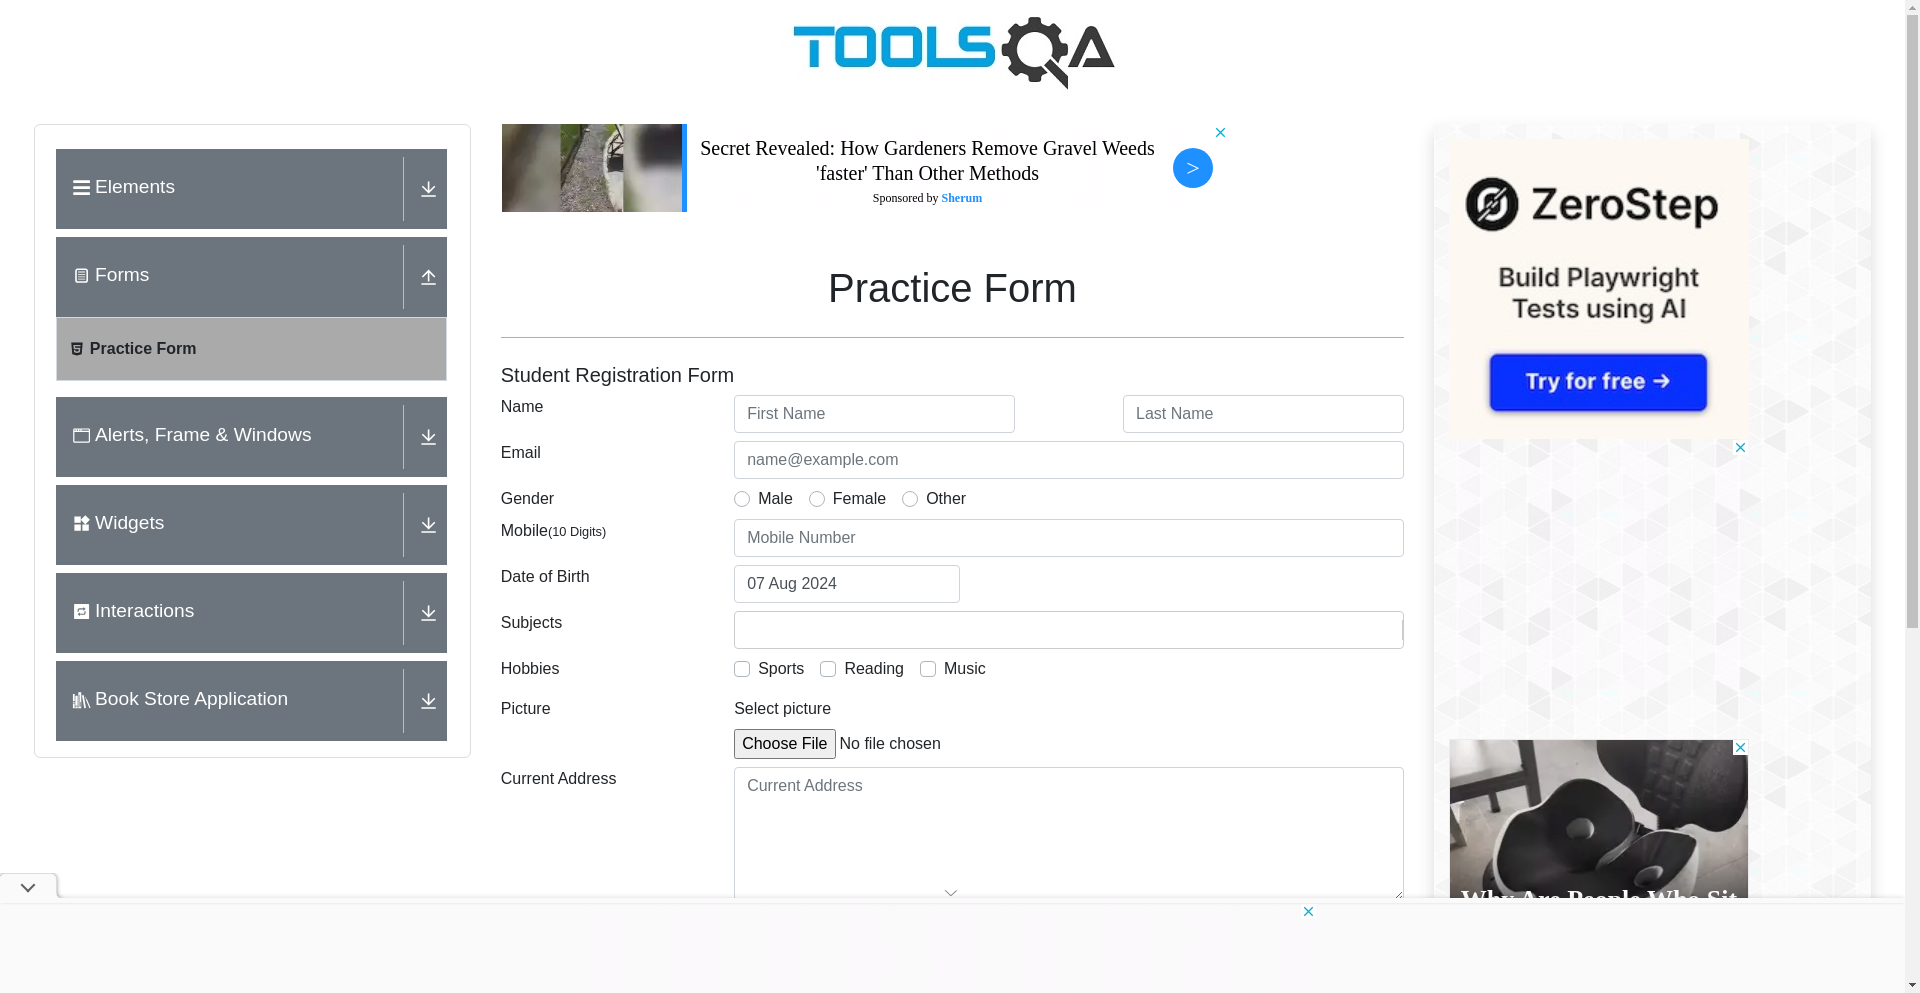 TOOLSQA
Elements
Forms
Practice Form
Alerts, Frame & Windows
Widgets
Interactions
Book Store Application
Secret Revealed: How Gardeners Remove Gravel Weeds
'faster' Than Other Methods
Sponsored by Sherum
>
Practice Form
Student Registration Form
Name
First Name
Last Name
Email
name@example.com
Gender
Male
Female
Other
Mobile(10 Digits)
Mobile Number
Date of Birth
07 Aug 2024
Subjects
Hobbies
Sports
Reading
Music
Picture
Select picture
Choose File No file chosen
Current Address
Current Address
ZeroStep
Build Playwright
Tests using AI
Try for free →
Why Are People Who Sit